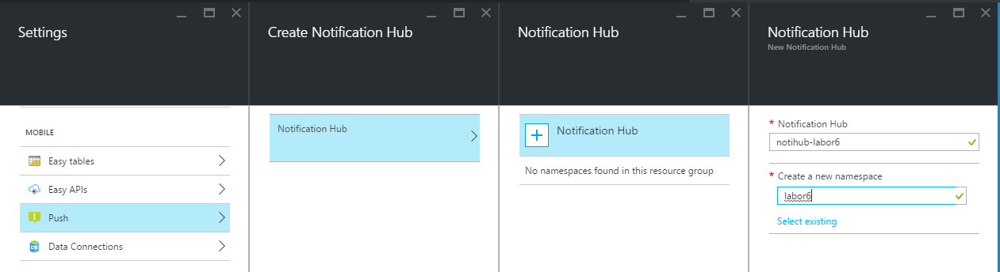 Settings
MOBILE
Easy tables
Easy APIs
Push
DB
Data Connections
Create Notification Hub
Notification Hub
Notification Hub
Notification Hub
No namespaces found in this resource group
Notification Hub
New Notification Hub
* Notification Hub
notihub-labor6
* Create a new namespace
labor6
Select existing